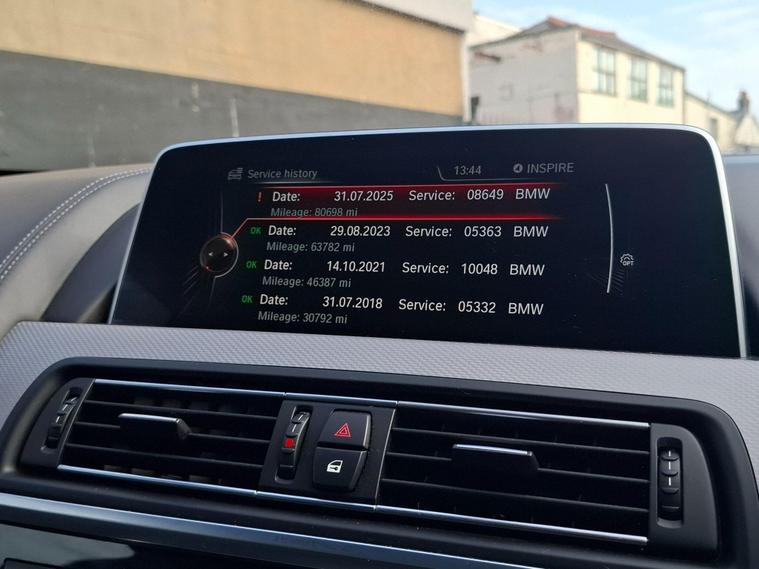 Service history 13:44 INSPIRE
! Date: 31.07.2025 Service: 08649 BMW
Mileage: 80698 mi
OK Date: 29.08.2023 Service: 05363 BMW
Mileage: 63782 mi
OK Date: 14.10.2021 Service: 10048 BMW
Mileage: 46387 mi
OPT
OK Date: 31.07.2018 Service: 05332 BMW
Mileage: 30792 mi